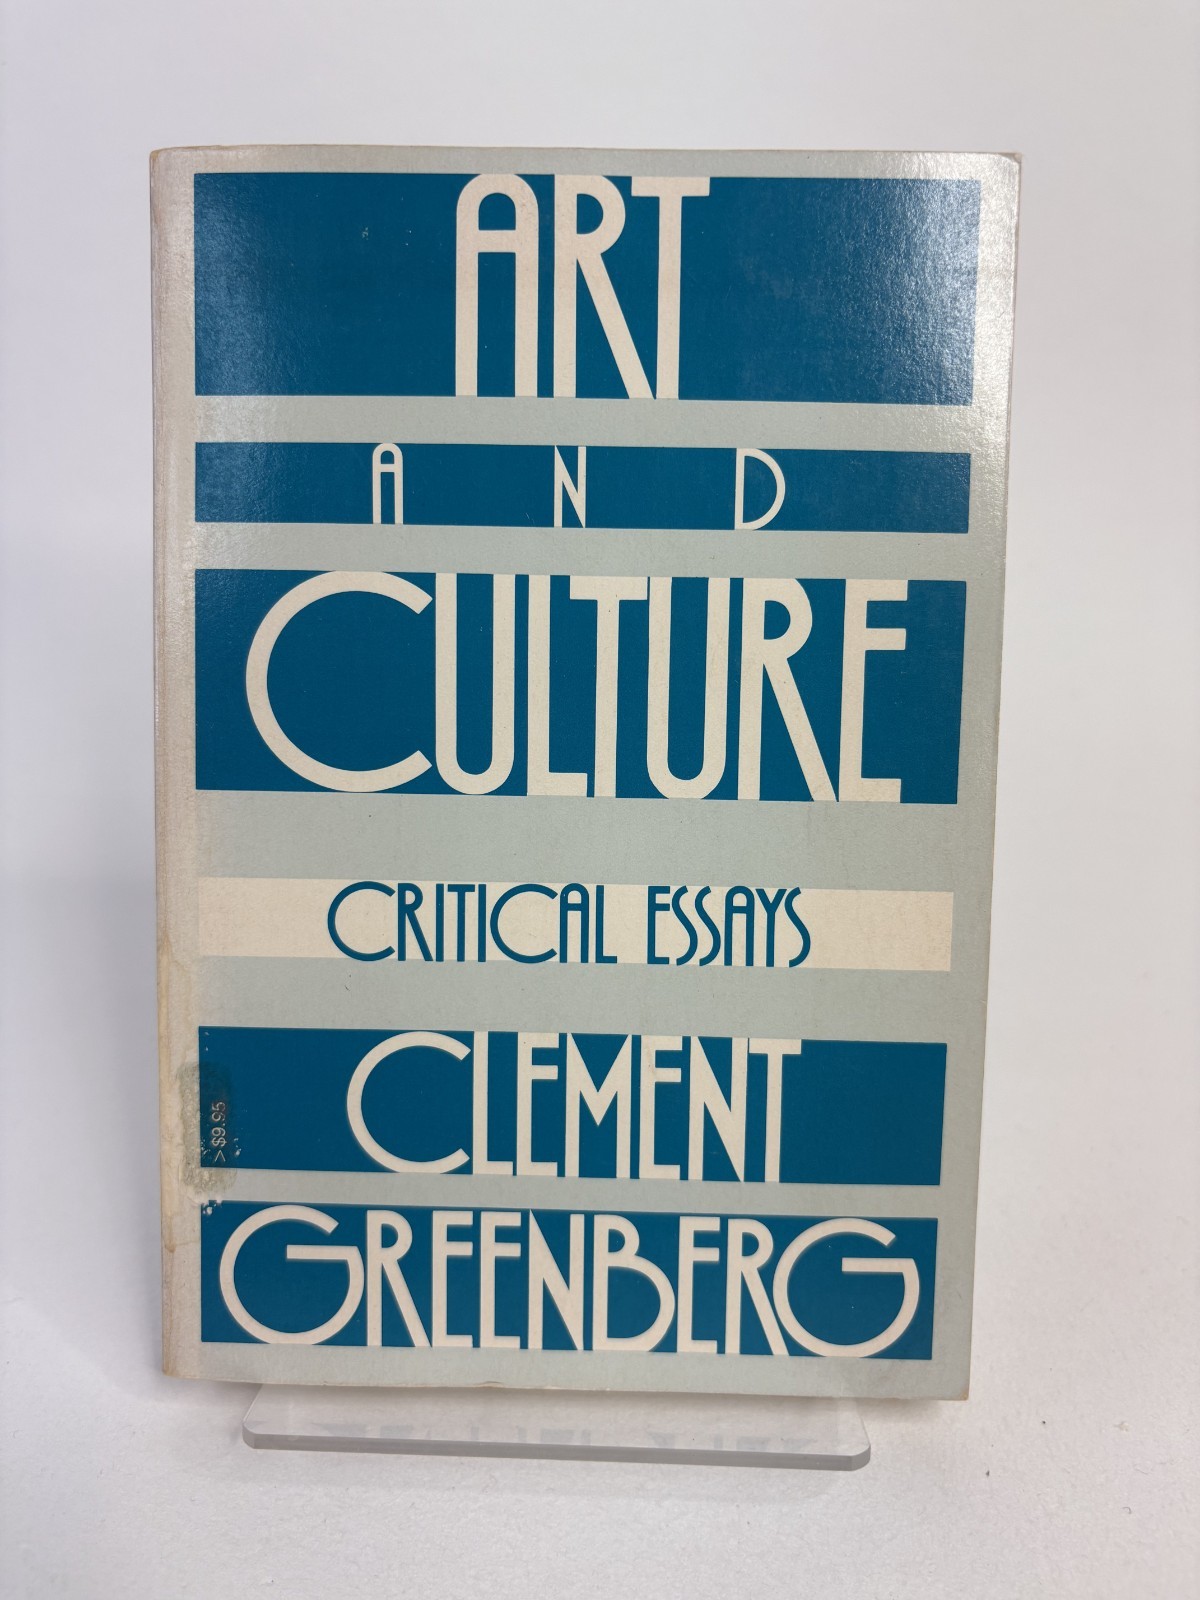 ART
AND
CULTURE
CRITICAL ESSAYS
CLEMENT
>$9.95
GREENBERG